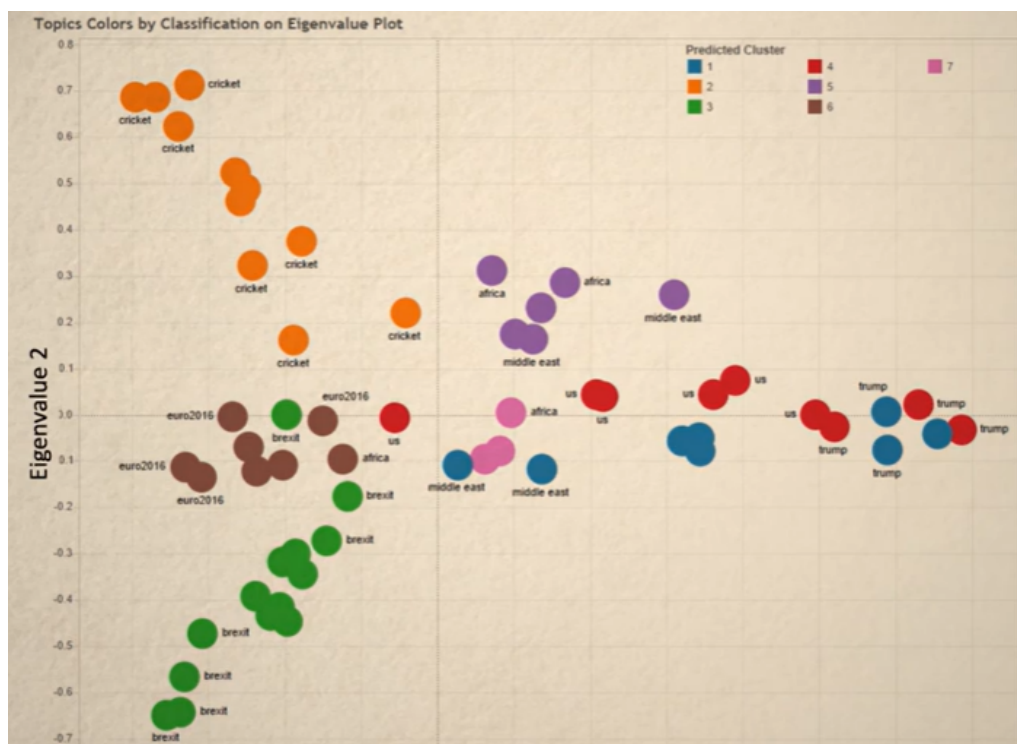 Topics Colors by Classification on Eigenvalue Plot
Predicted Cluster
1
4
7
2
5
3
6
Eigenvalue 2
0.8
0.7
0.6
0.5
0.4
0.3
0.2
0.1
0.0
0.1
-0.2
-0.3
-0.4
-0.5
-0.6
-0.7
cricket
cricket
cricket
cricket
cricket
cricket
cricket
africa
africa
middle east
middle east
us
us
us
us
trump
trump
us
trump
trump
trump
africa
middle east
middle east
euro2016
euro2016
brexit
us
euro2016
africa
euro2016
brexit
brexit
brexit
brexit
brexit
brexit